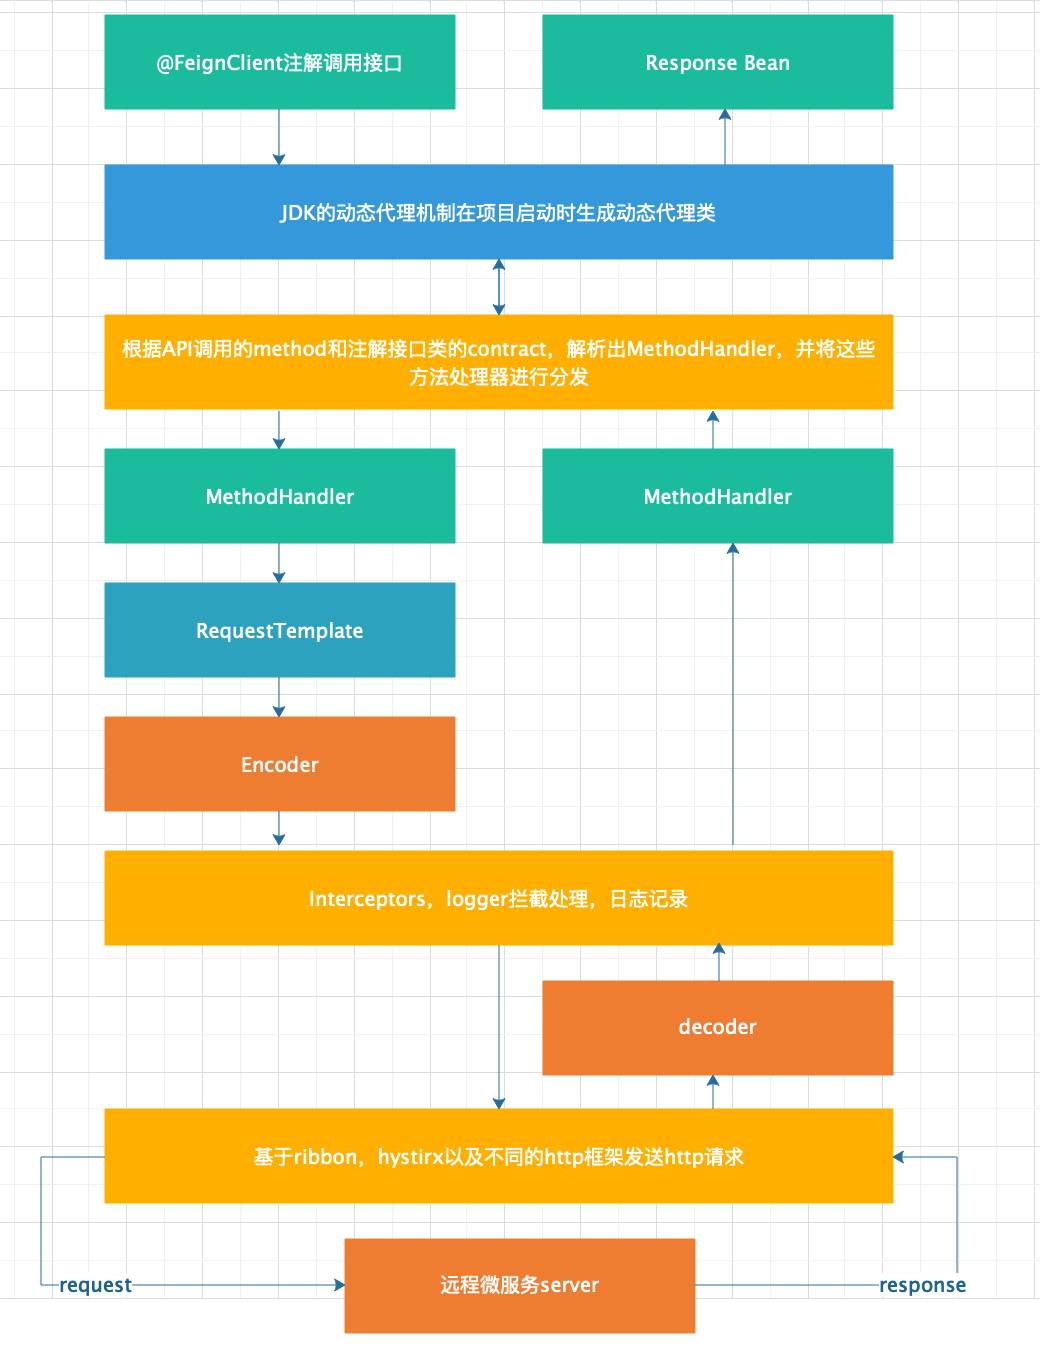 @FeignClient注解调用接口
Response Bean
JDK的动态代理机制在项目启动时生成动态代理类
根据API调用的method和注解接口类的contract，解析出MethodHandler，并将这些
方法处理器进行分发
MethodHandler
MethodHandler
RequestTemplate
Encoder
Interceptors，logger拦截处理，日志记录
decoder
基于ribbon，hystirx以及不同的http框架发送http请求
request
远程微服务server
response